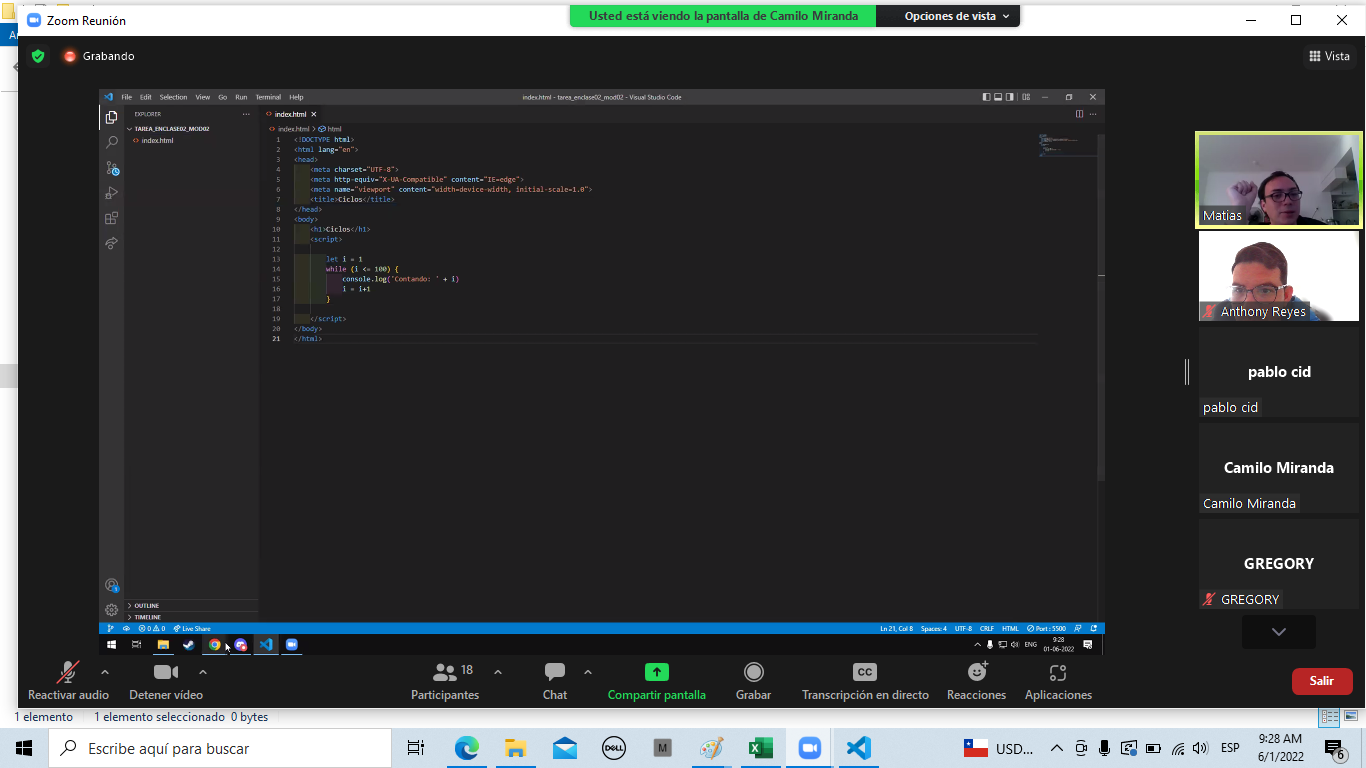 Zoom Reunión
Usted está viendo la pantalla de Camilo Miranda
Opciones de vista
Grabando
Vista
File Edit Selection View Go Run Terminal Help
index.html - tarea_enclase02_mod02 - Visual Studio Code
EXPLORER
TAREA_ENCLASE02_MOD02
index.html
index.html
index.html > html
1 <!DOCTYPE html>
2 <html lang="en">
3 <head>
4 <meta charset="UTF-8">
5 <meta http-equiv="X-UA-Compatible" content="IE=edge">
6 <meta name="viewport" content="width=device-width, initial-scale=1.0">
7 <title>Ciclos</title>
8 </head>
9 <body>
10 <h1>Ciclos</h1>
11 <script>
12
13 let i = 1
14 while (i <= 100) {
15 console.log('Contando: ' + i)
16 i = i+1
17 }
18
19 </script>
20 </body>
21 </html>
OUTLINE
TIMELINE
0 0 Live Share
Ln 21, Col 8 Spaces: 4 UTF-8 CRLF HTML Port : 5500
ENG
9:28
01-06-2022
Matias
Anthony Reyes
pablo cid
pablo cid
Camilo Miranda
Camilo Miranda
GREGORY
GREGORY
Reactivar audio
Detener vídeo
18
Participantes
Chat
Compartir pantalla
Grabar
CC
Transcripción en directo
Reacciones
Aplicaciones
Salir
1 elemento
1 elemento seleccionado 0 bytes
Escribe aquí para buscar
DELL
M
USD...
ESP
9:28 AM
6/1/2022
6